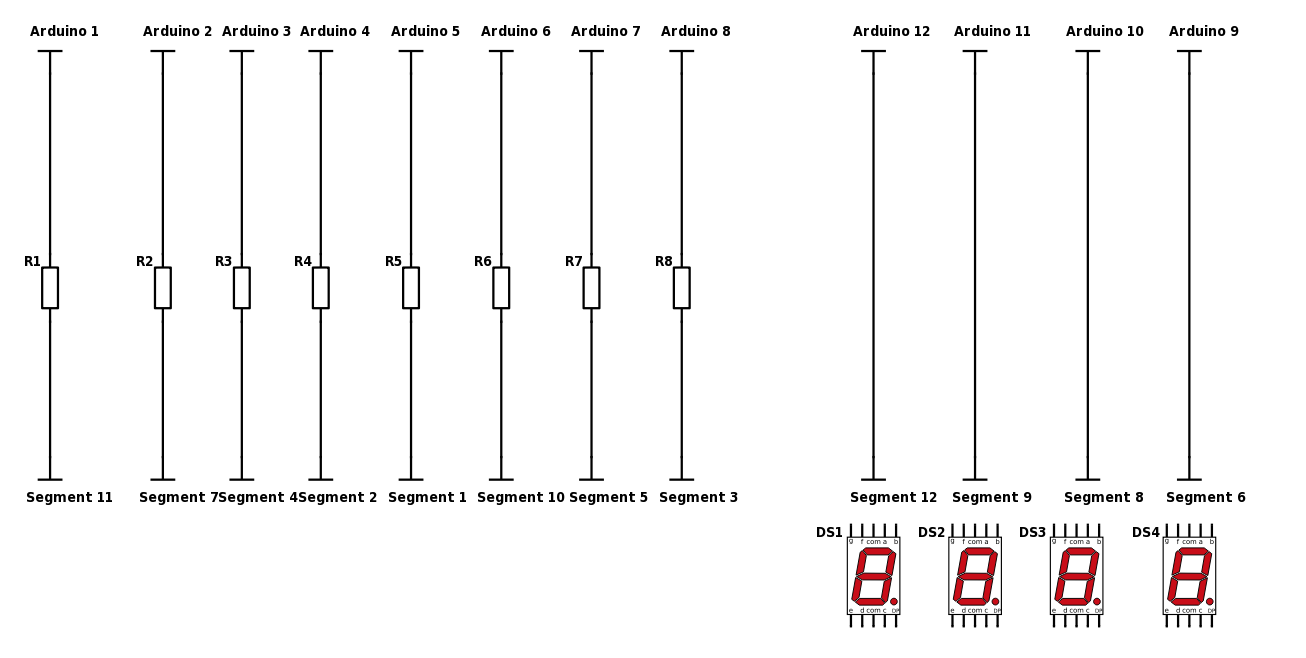 Arduino 1 Arduino 2 Arduino 3 Arduino 4 Arduino 5 Arduino 6 Arduino 7 Arduino 8 Arduino 12 Arduino 11 Arduino 10 Arduino 9
R1 R2 R3 R4 R5 R6 R7 R8
Segment 11 Segment 7 Segment 4 Segment 2 Segment 1 Segment 10 Segment 5 Segment 3 Segment 12 Segment 9 Segment 8 Segment 6
DS1 DS2 DS3 DS4
g f com a b g f com a b g f com a b g f com a b
e d com c DP e d com c DP e d com c DP e d com c DP